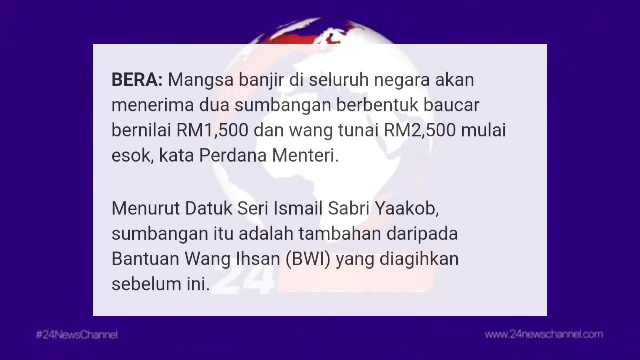 BERA: Mangsa banjir di seluruh negara akan
menerima dua sumbangan berbentuk baucar
bernilai RM1,500 dan wang tunai RM2,500 mulai
esok, kata Perdana Menteri.
Menurut Datuk Seri Ismail Sabri Yaakob,
sumbangan itu adalah tambahan daripada
Bantuan Wang Ihsan (BWI) yang diagihkan
sebelum ini.
24
#24NewsChannel
www.24newschannel.com